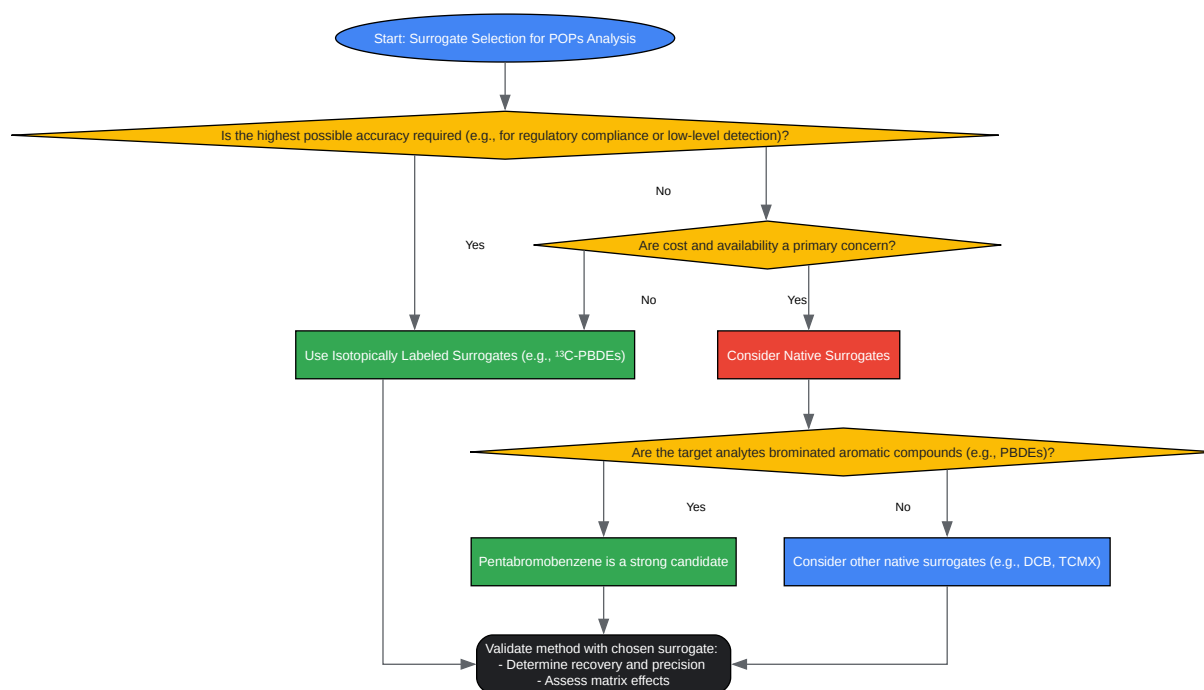 Start: Surrogate Selection for POPs Analysis
Is the highest possible accuracy required (e.g., for regulatory compliance or low-level detection)?
No
Yes
Are cost and availability a primary concern?
No
Yes
Use Isotopically Labeled Surrogates (e.g., ¹³C-PBDEs)
Consider Native Surrogates
Are the target analytes brominated aromatic compounds (e.g., PBDEs)?
Yes
No
Pentabromobenzene is a strong candidate
Consider other native surrogates (e.g., DCB, TCMX)
Validate method with chosen surrogate:
- Determine recovery and precision
- Assess matrix effects